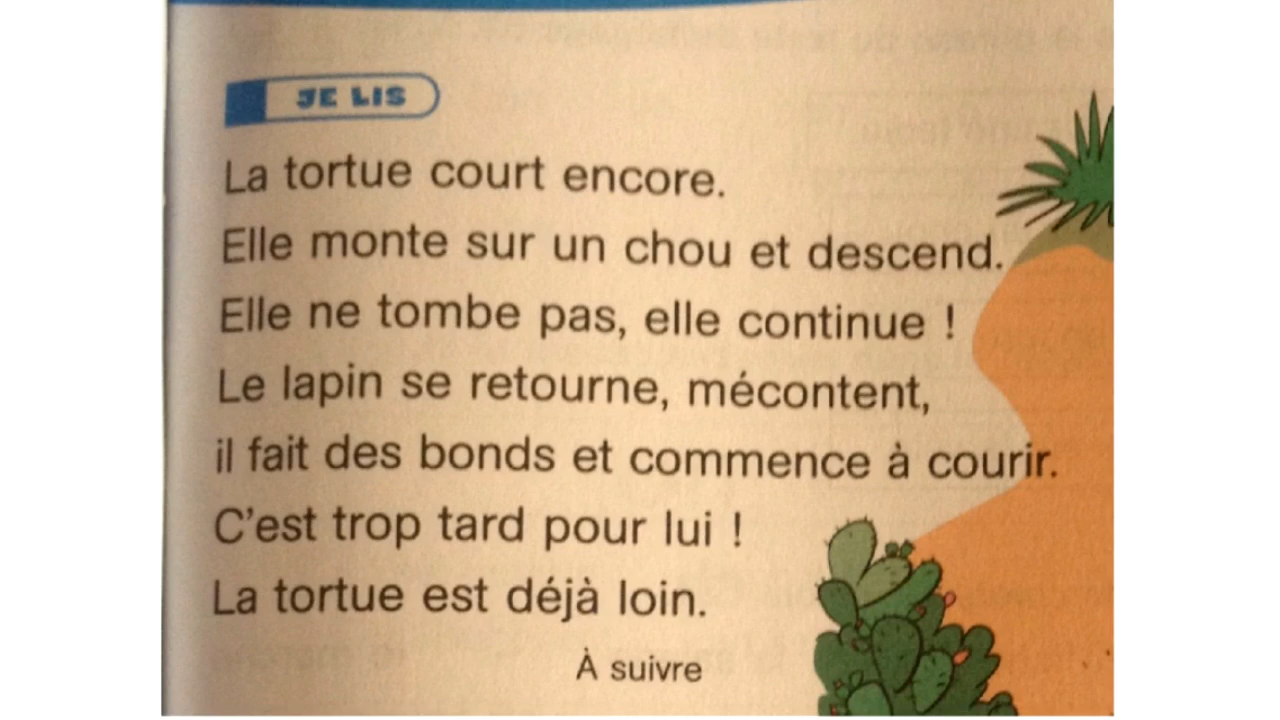 JE LIS
La tortue court encore.
Elle monte sur un chou et descend.
Elle ne tombe pas, elle continue !
Le lapin se retourne, mécontent,
il fait des bonds et commence à courir.
C'est trop tard pour lui !
La tortue est déjà loin.
À suivre